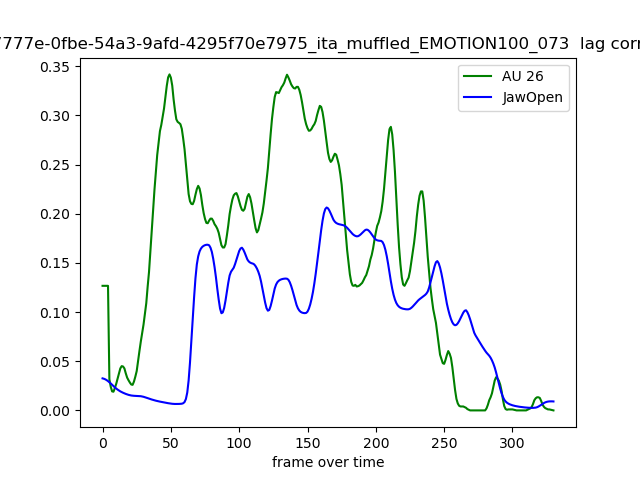 7777e-0fbe-54a3-9afd-4295f70e7975_ita_muffled_EMOTION100_073 lag corr
AU 26
JawOpen
0.35
0.30
0.25
0.20
0.15
0.10
0.05
0.00
0 50 100 150 200 250 300
frame over time